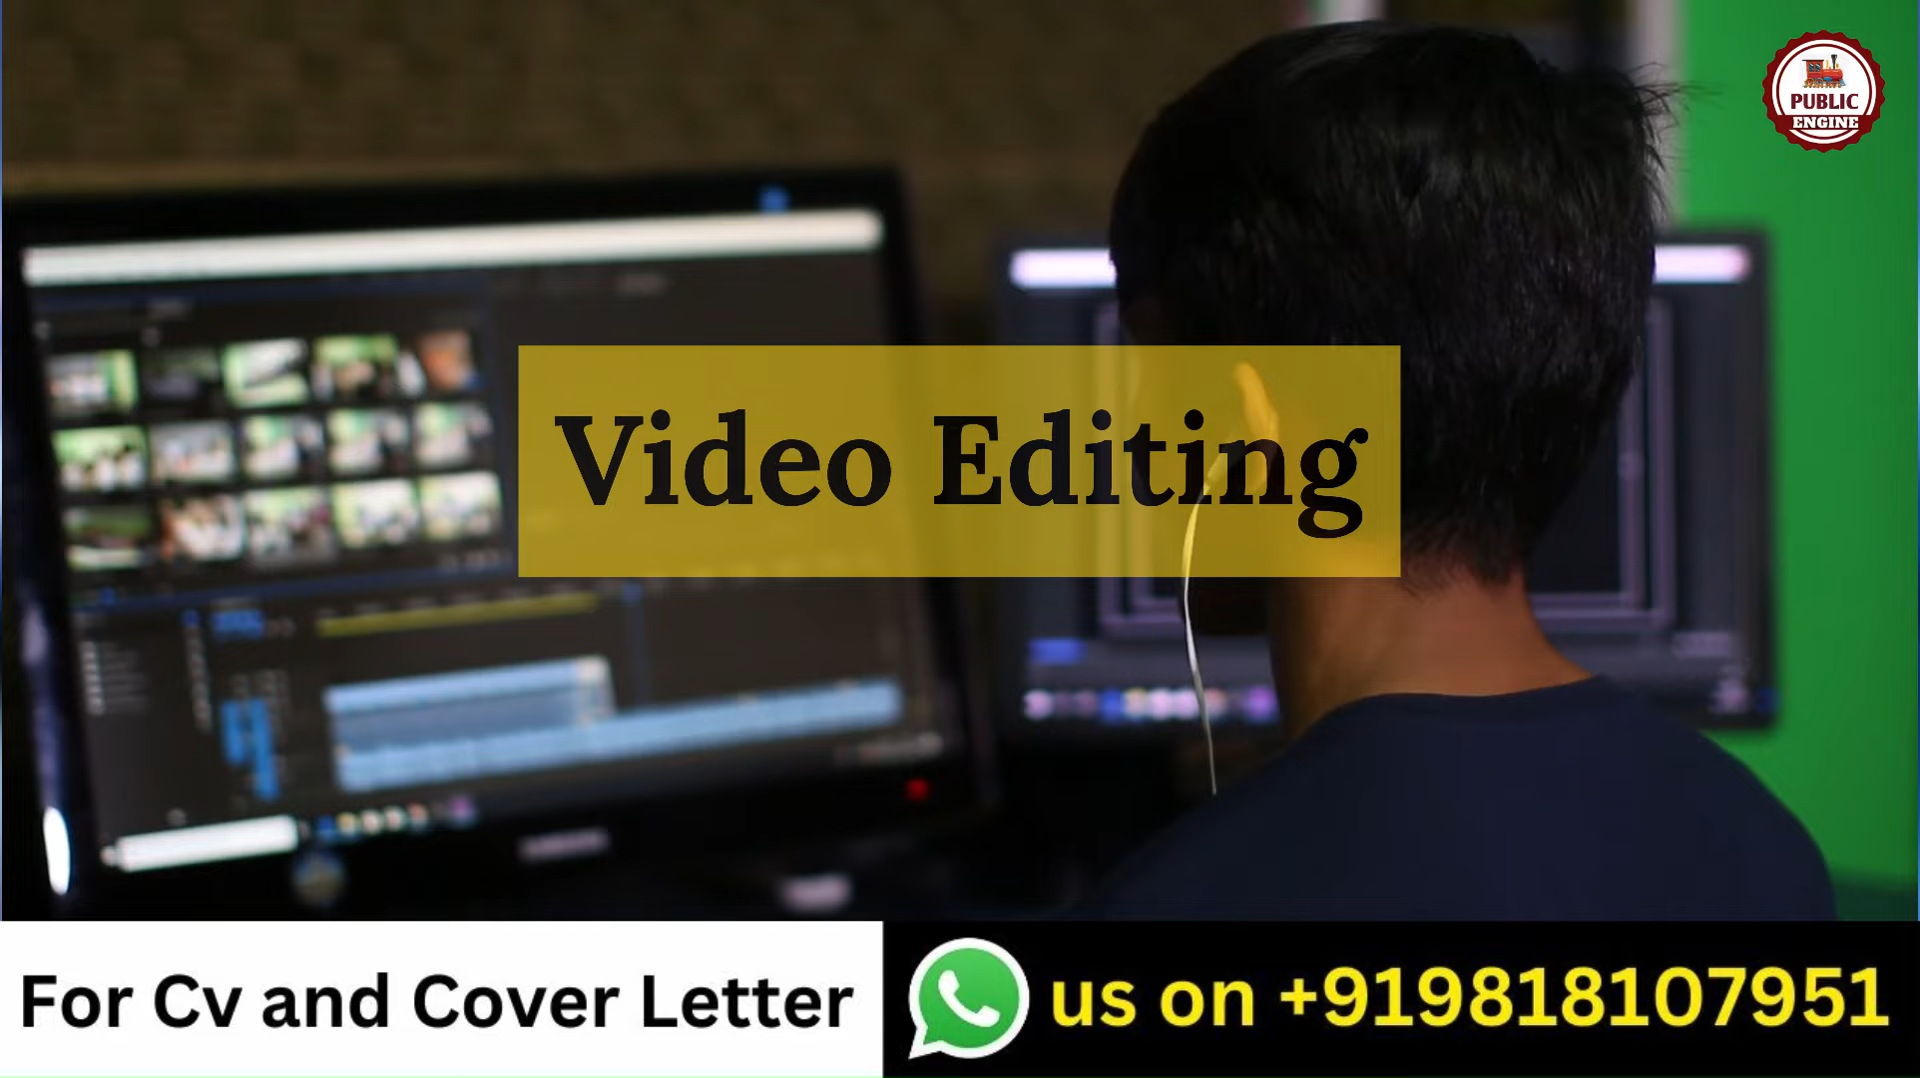 PUBLIC
ENGINE
Video Editing
For Cv and Cover Letter
us on +919818107951